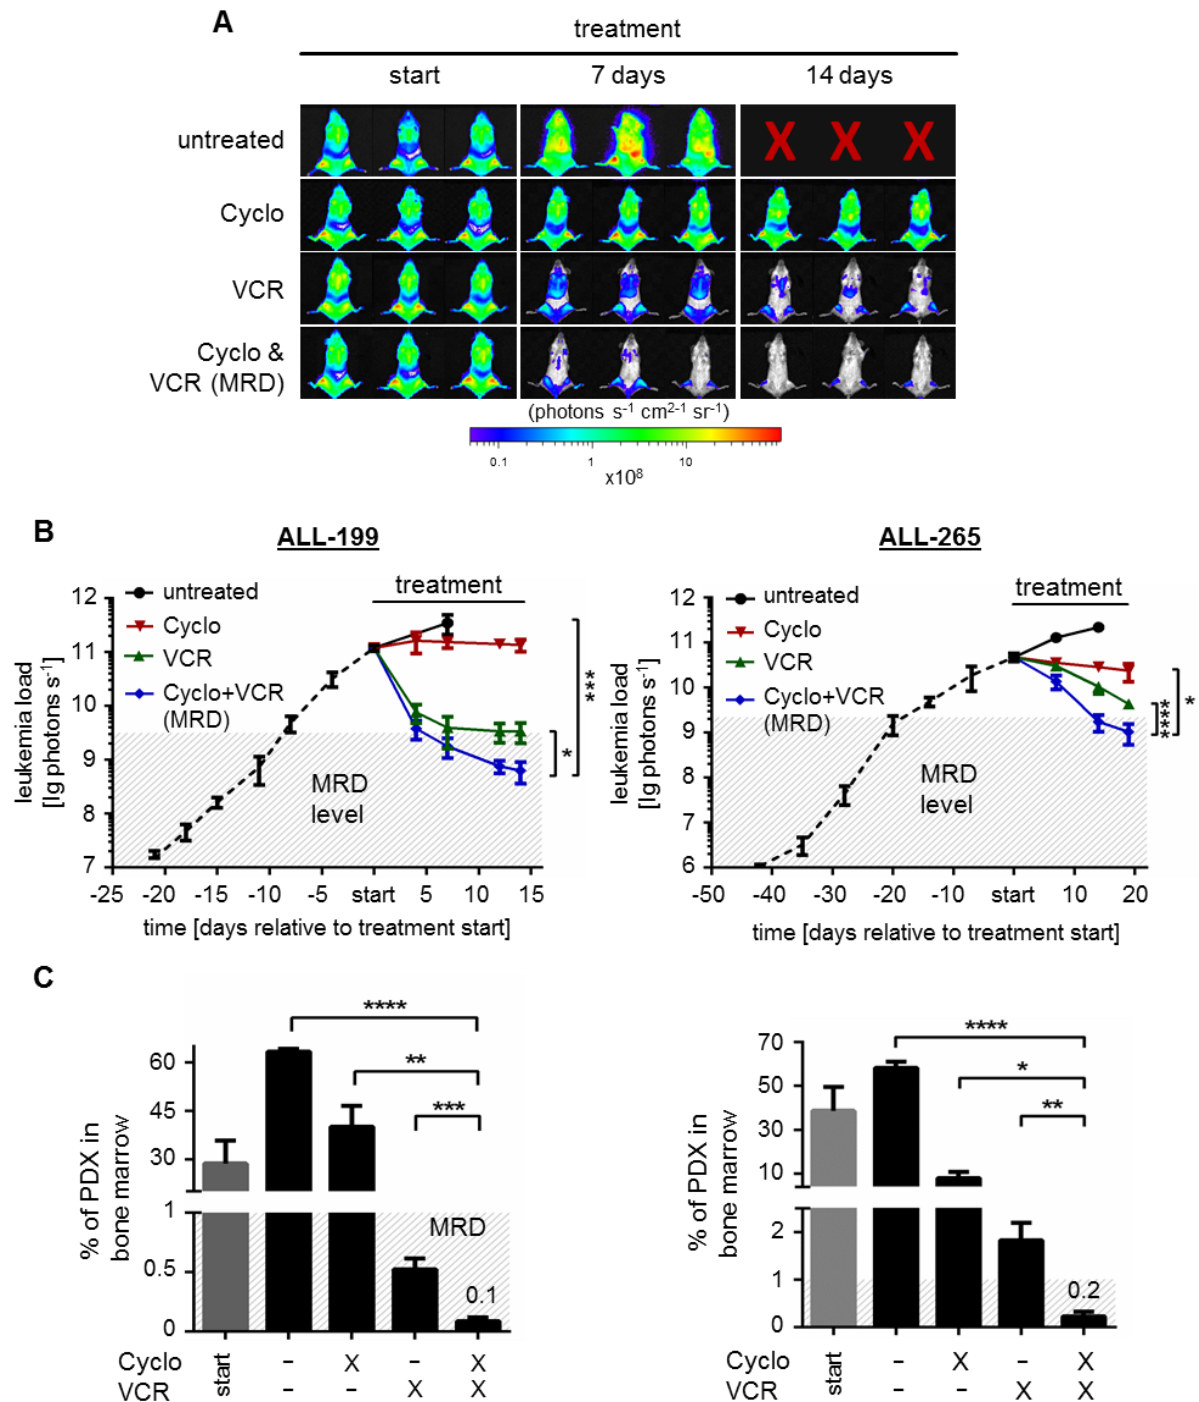 A
treatment
start 7 days 14 days
untreated
X X X
Cyclo
VCR
Cyclo &
VCR (MRD)
(photons s-1 cm2-1 sr-1)
0.1 1 10
x10⁸
B
ALL-199
treatment
untreated
Cyclo
VCR
Cyclo+VCR
(MRD)
12
11
10
9
8
7
leukemia load
[lg photons s-1]
MRD
level
***
*
-25 -20 -15 -10 -5 start 5 10 15
time [days relative to treatment start]
ALL-265
treatment
untreated
Cyclo
VCR
Cyclo+VCR
(MRD)
12
11
10
9
8
7
6
leukemia load
[lg photons s-1]
MRD
level
****
*
-50 -40 -30 -20 -10 start 10 20
time [days relative to treatment start]
C
****
**
***
60
45
30
1
0.5
0
% of PDX in
bone marrow
MRD
0.1
Cyclo start - X - X
VCR - - X X
****
*
**
70
50
30
10
2
1
0
% of PDX in
bone marrow
0.2
Cyclo start - X - X
VCR - - X X